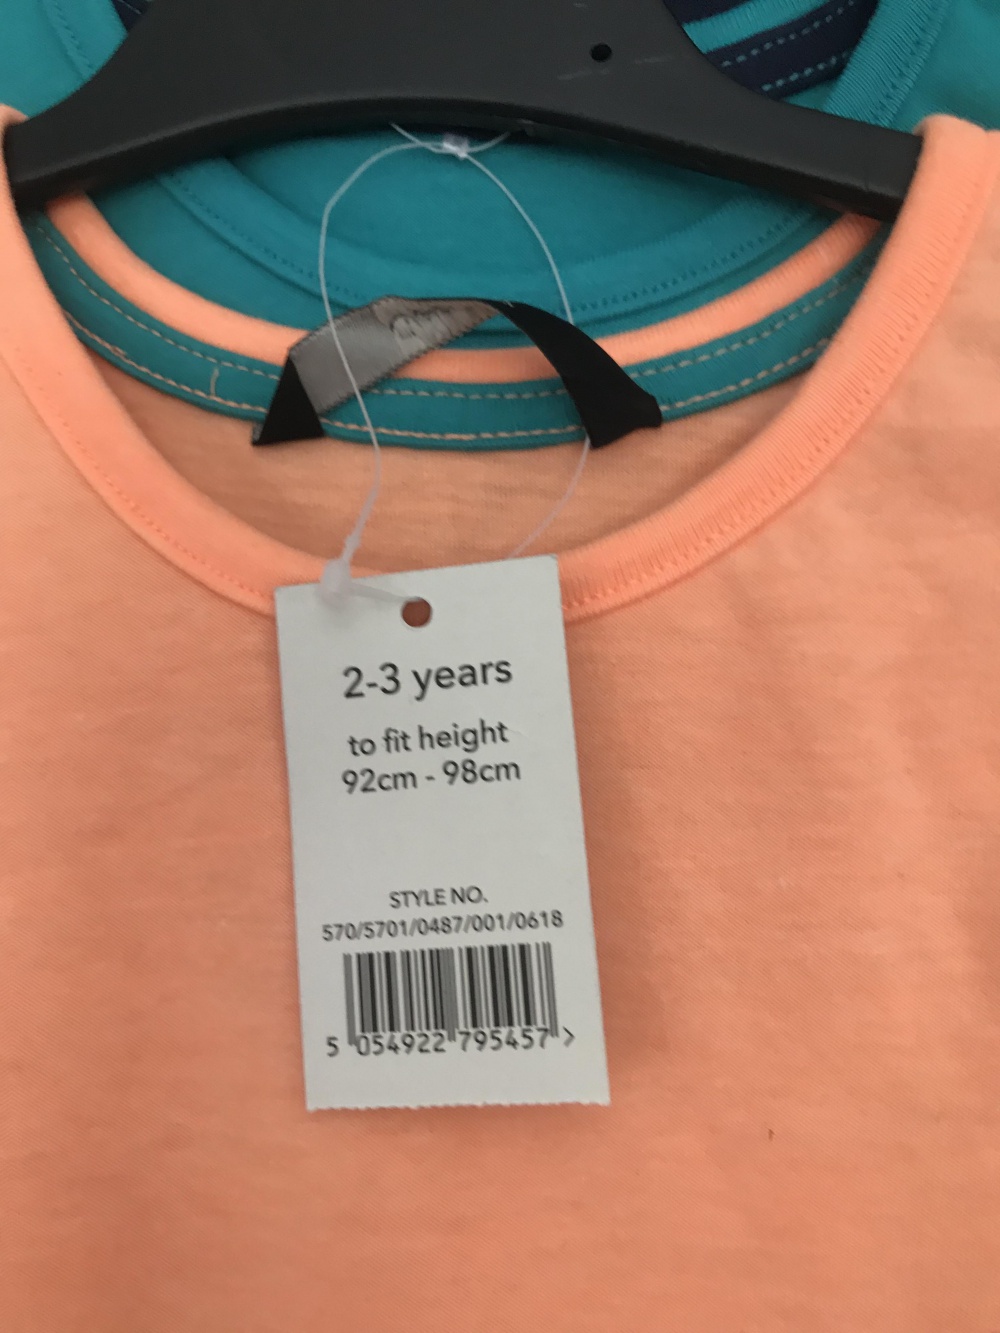 2-3 years
to fit height
92cm - 98cm
STYLE NO.
570/5701/0487/001/0618
5 054922 795457 >